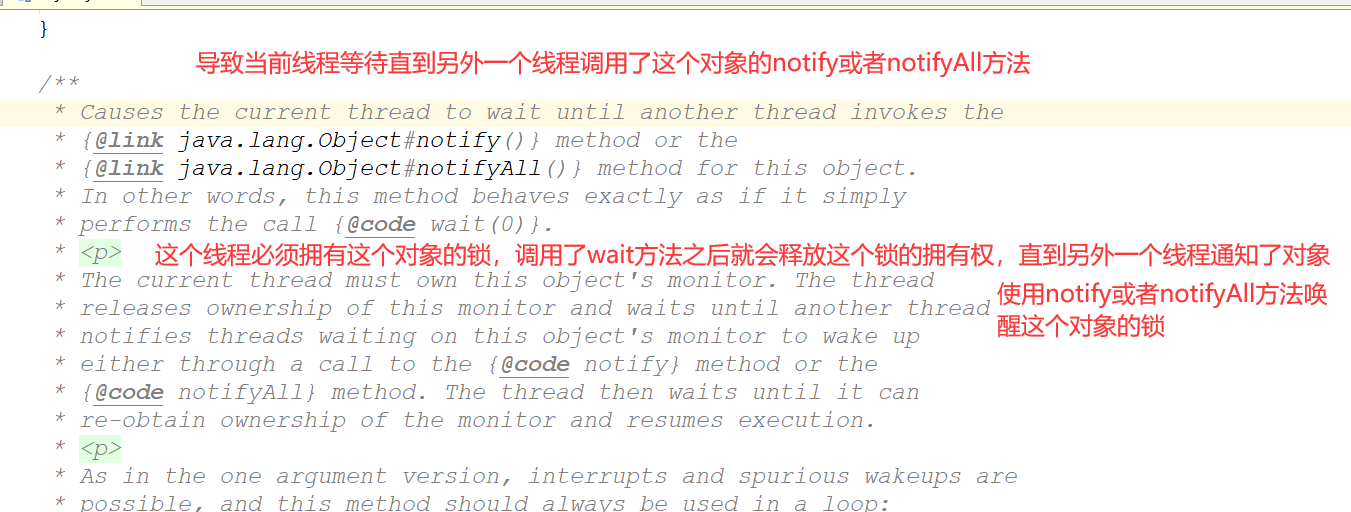 }
导致当前线程等待直到另外一个线程调用了这个对象的notify或者notifyAll方法
/**
* Causes the current thread to wait until another thread invokes the
* {@link java.lang.Object#notify()} method or the
* {@link java.lang.Object#notifyAll()} method for this object.
* In other words, this method behaves exactly as if it simply
* performs the call {@code wait(0)}.
* <p> 这个线程必须拥有这个对象的锁，调用了wait方法之后就会释放这个锁的拥有权，直到另外一个线程通知了对象
* The current thread must own this object's monitor. The thread
使用notify或者notifyAll方法唤
* releases ownership of this monitor and waits until another thread
醒这个对象的锁
* notifies threads waiting on this object's monitor to wake up
* either through a call to the {@code notify} method or the
* {@code notifyAll} method. The thread then waits until it can
* re-obtain ownership of the monitor and resumes execution.
* <p>
* As in the one argument version, interrupts and spurious wakeups are
* possible, and this method should always be used in a loop: